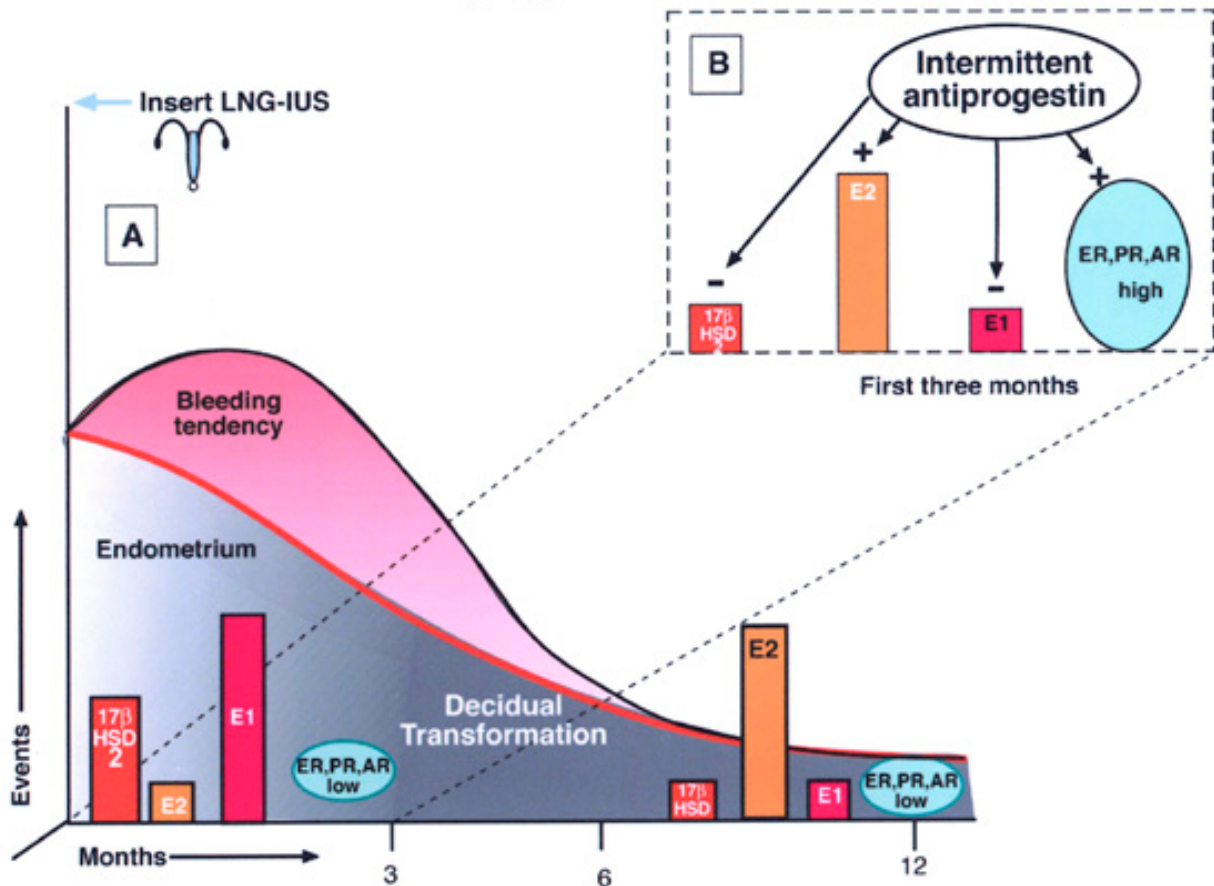 Insert LNG-IUS
A
B
Intermittent
antiprogestin
+
E2
+
ER,PR,AR
high
-
17β
HSD
2
-
E1
First three months
Bleeding
tendency
Endometrium
Decidual
Transformation
17β
HSD
2
E2
E1
ER,PR,AR
low
17β
HSD
E2
E1
ER,PR,AR
low
Events
Months
3
6
12